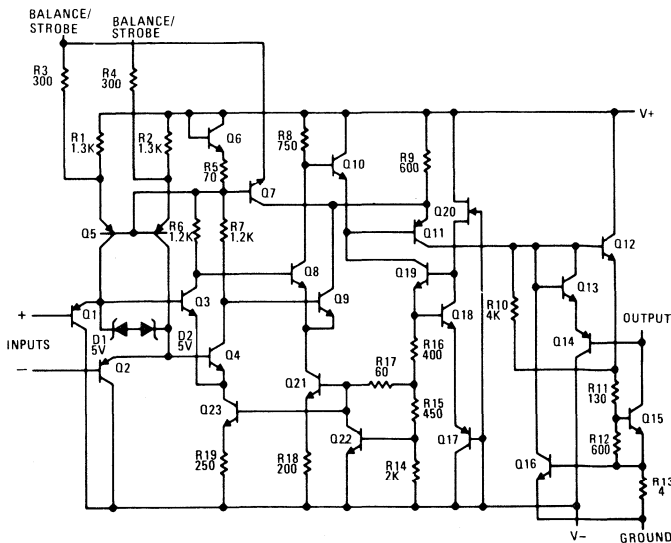 BALANCE/
STROBE
BALANCE/
STROBE
R3
300
R4
300
V+
R1
1.3K
R2
1.3K
Q6
R8
750
Q10
R9
600
R5
70
Q7
Q20
Q5
R6
1.2K
R7
1.2K
Q11
Q12
Q8
Q19
Q13
+
Q1
Q3
Q9
Q18
R10
4K
OUTPUT
D1
5V
D2
5V
Q14
INPUTS
R16
400
−
Q2
Q4
R17
60
R11
130
Q21
Q15
Q23
R15
450
Q22
Q17
R12
600
R19
250
R18
200
R14
2K
Q16
R13
4
V−
GROUND